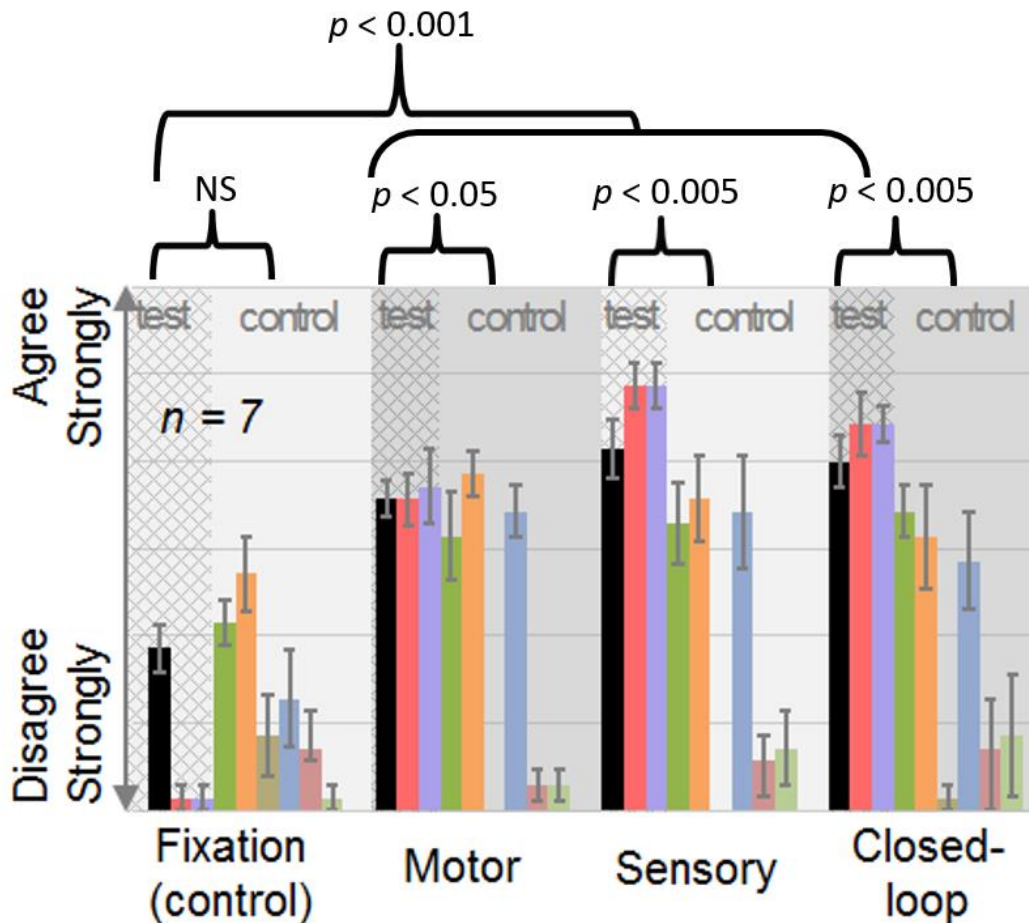 p < 0.001
NS
p < 0.05
p < 0.005
p < 0.005
Agree
Strongly
test
control
test
control
test
control
test
control
n = 7
Disagree
Strongly
Fixation
(control)
Motor
Sensory
Closed-
loop